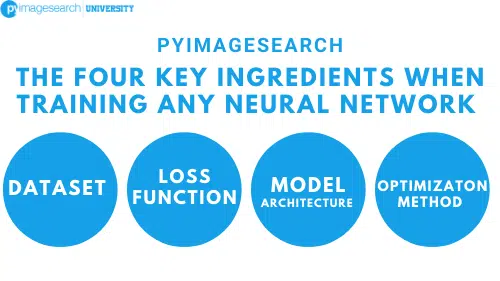 pyimagesearch UNIVERSITY
PYIMAGESEARCH
THE FOUR KEY INGREDIENTS WHEN
TRAINING ANY NEURAL NETWORK
DATASET
LOSS
FUNCTION
MODEL
ARCHITECTURE
OPTIMIZATON
METHOD